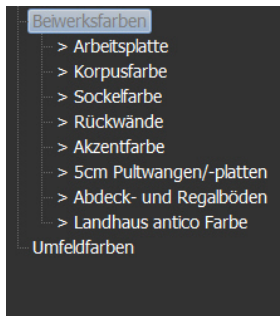 Beiwerksfarben
> Arbeitsplatte
> Korpusfarbe
> Sockelfarbe
> Rückwände
> Akzentfarbe
> 5cm Pultwangen/-platten
> Abdeck- und Regalböden
> Landhaus antico Farbe
Umfeldfarben